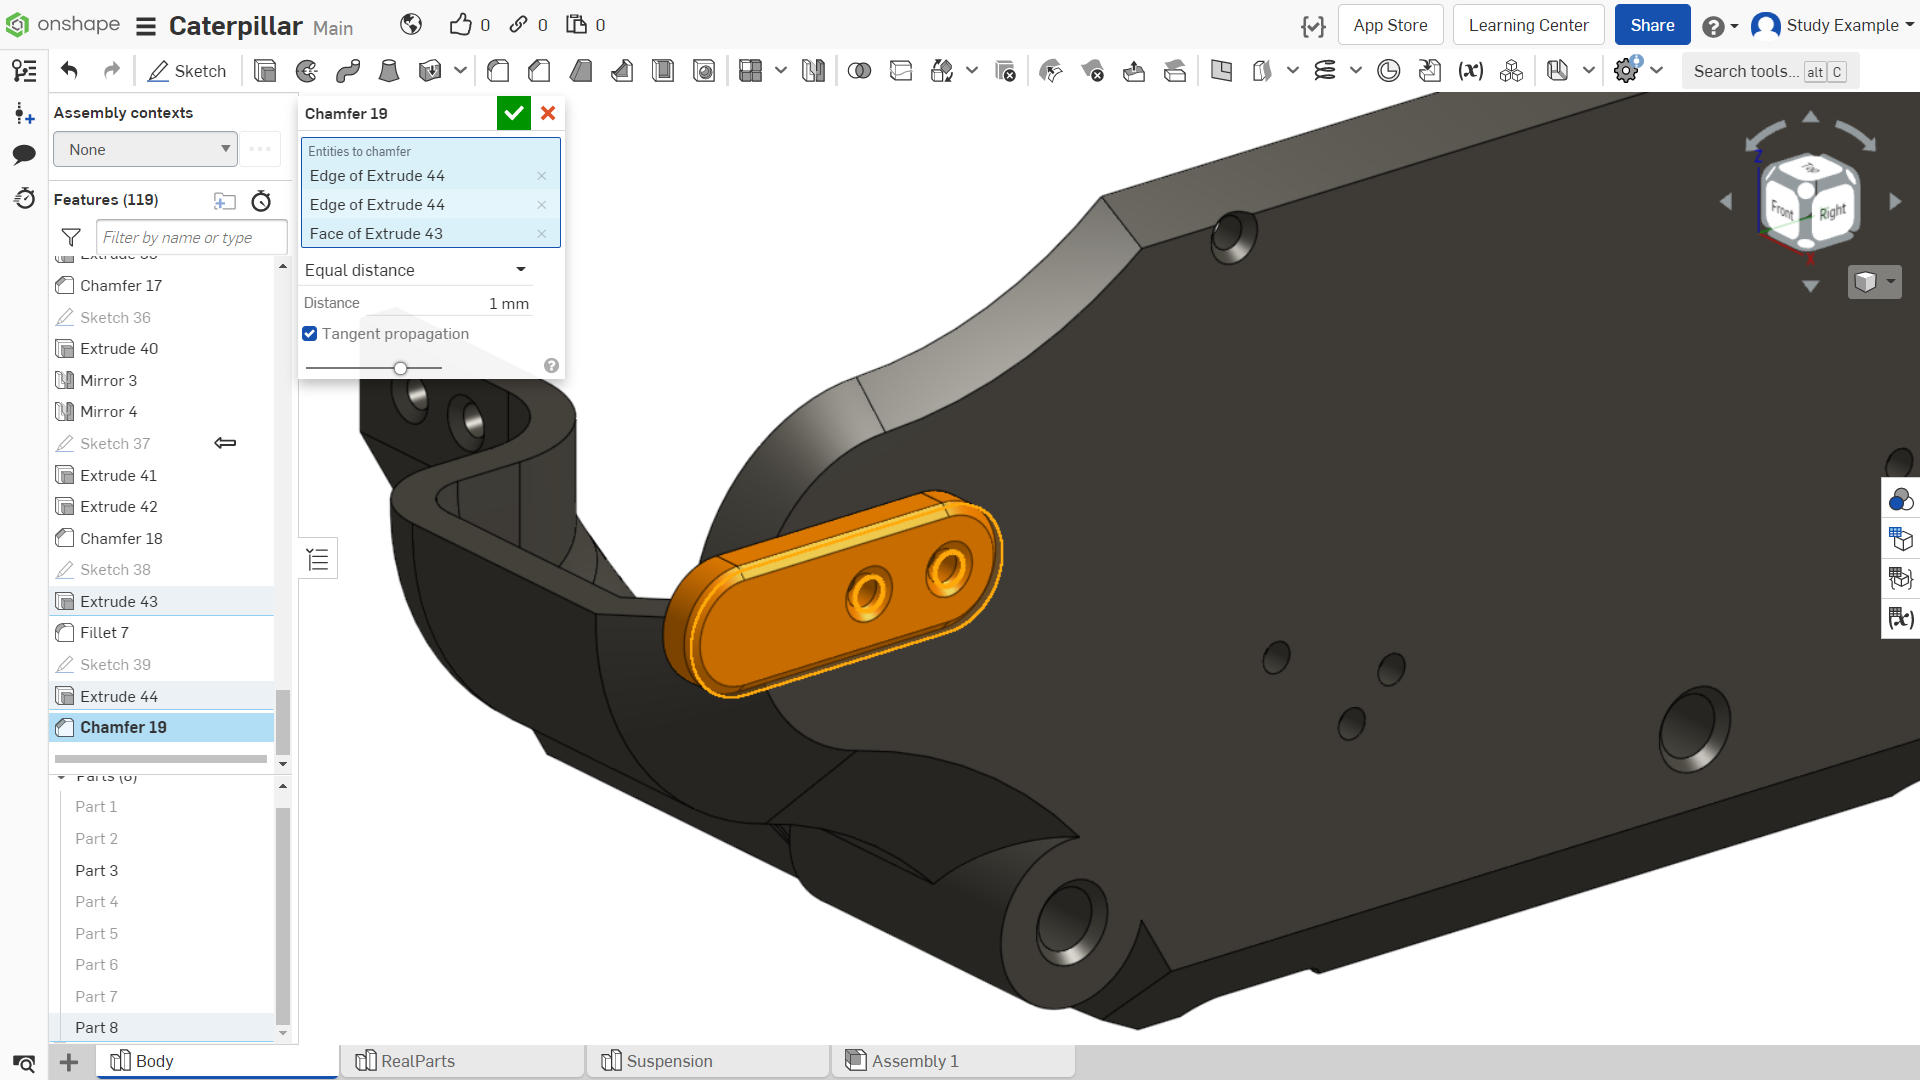 onshape
Caterpillar Main
0
0
0
App Store
Learning Center
Share
Study Example
Sketch
(x)
Search tools... alt C
Assembly contexts
None
Features (119)
Filter by name or type
Chamfer 17
Sketch 36
Extrude 40
Mirror 3
Mirror 4
Sketch 37
Extrude 41
Extrude 42
Chamfer 18
Sketch 38
Extrude 43
Fillet 7
Sketch 39
Extrude 44
Chamfer 19
Parts (8)
Part 1
Part 2
Part 3
Part 4
Part 5
Part 6
Part 7
Part 8
Chamfer 19
Entities to chamfer
Edge of Extrude 44
Edge of Extrude 44
Face of Extrude 43
Equal distance
Distance 1 mm
Tangent propagation
Z
Top
Front
Right
X
(x)
Body
RealParts
Suspension
Assembly 1